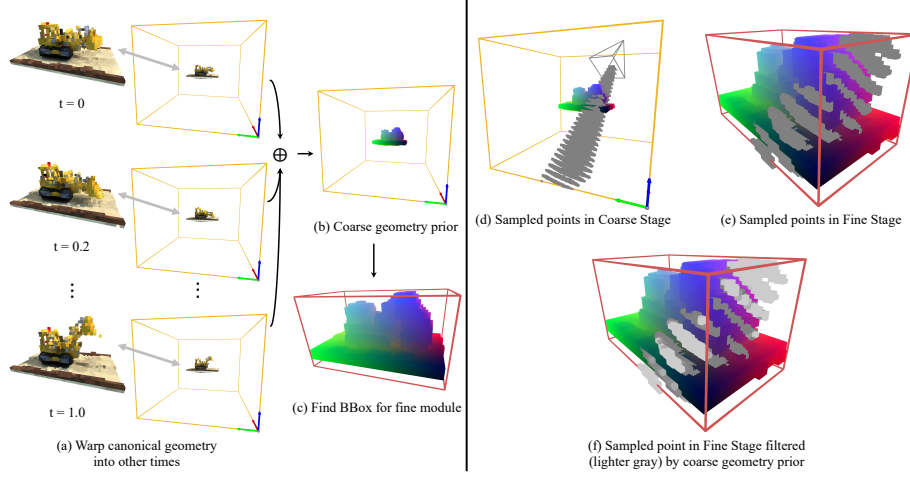 t = 0
t = 0.2
t = 1.0
(a) Warp canonical geometry
into other times
(b) Coarse geometry prior
(c) Find BBox for fine module
(d) Sampled points in Coarse Stage
(e) Sampled points in Fine Stage
(f) Sampled point in Fine Stage filtered
(lighter gray) by coarse geometry prior